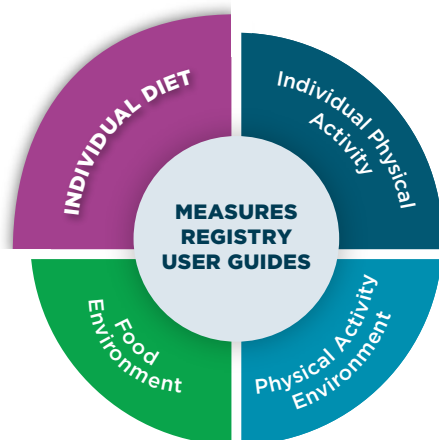 INDIVIDUAL DIET
Individual Physical
Activity
MEASURES
REGISTRY
USER GUIDES
Food
Environment
Physical Activity
Environment